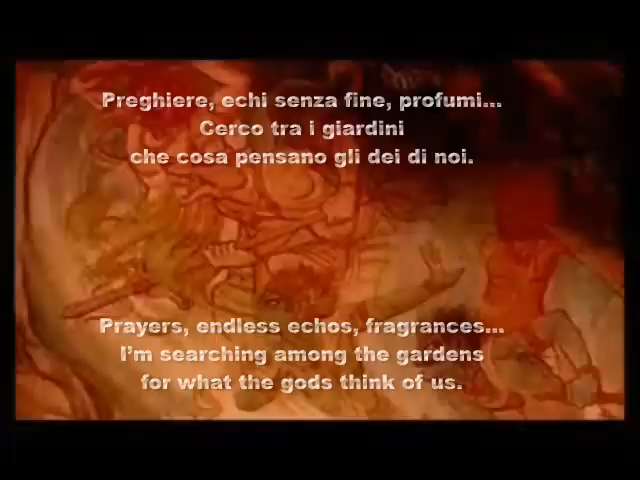 Preghiere, echi senza fine, profumi...
Cerco tra i giardini
che cosa pensano gli dei di noi.
Prayers, endless echos, fragrances...
I'm searching among the gardens
for what the gods think of us.